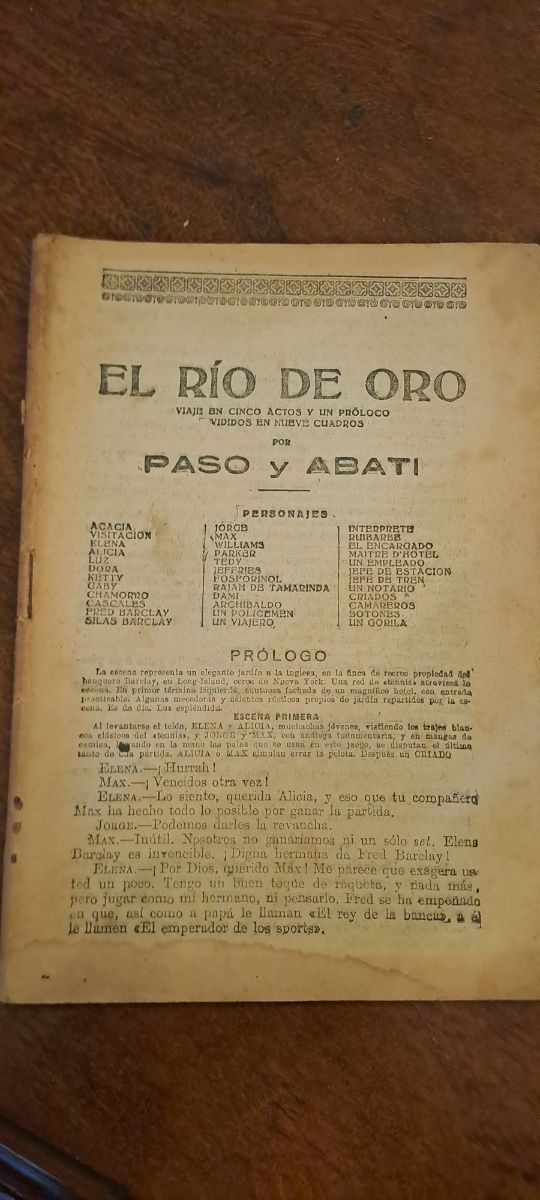 EL RÍO DE ORO
VIAJE EN CINCO ACTOS Y UN PRÓLOCO
VIDIDOS EN NUEVE CUADROS
POR
PASO y ABATI
PERSONAJES
ACACIA
VISITACION
ELENA
ALICIA
LUZ
DORA
KETTY
GABY
CHAMORRO
CASCALES
FRED BARCLAY
SILAS BARCLAY
JORGE
MAX
WILLIAMS
PARKER
TEDY
JEFFRIES
FOSFORINOL
RAJAH DE TAMARINDA
DAMI
ARCHIBALDO
UN POLICEMEN
UN VIAJERO
INTERPRETE
RUIBARBE
EL ENCARGADO
MAITRE D'HOTEL
UN EMPLEADO
JEFE DE ESTACION
JEFE DE TREN
UN NOTARIO
CRIADOS
CAMAREROS
BOTONES
UN GORILA
PRÓLOGO
La escena representa un elegante jardín a la inglesa, en la finca de recreo propiedad del
banquero Barclay, en Long-Island, cerca de Nueva York. Una red de «tennis» atraviesa la
escena. En primer término izquierda, suntuosa fachada de un magnífico hotel, con entrada
practicable. Algunas mecedoras y asientos rústicos propios de jardín repartidos por la es-
cena. Es de día. Luz espléndida.
ESCENA PRIMERA
Al levantarse el telón, ELENA y ALICIA, muchachas jóvenes, vistiendo los trajes blan-
cos clásicos del «tennis», y JORGE y MAX, con análoga indumentaria, y en mangas de
camisa, llevando en la mano las palas que se usan en este juego, se disputan el último
tanto de una partida. ALICIA o MAX simulan errar la pelota. Después un CRIADO
ELENA.—¡Hurrah!
MAX.—¡Vencidos otra vez!
ELENA.—Lo siento, querida Alicia, y eso que tu compañero
Max ha hecho todo lo posible por ganar la partida.
JORGE.—Podemos darles la revancha.
MAX.—Inútil. Nosotros no ganaríamos ni un sólo set. Elena
Barclay es invencible. ¡Digna hermana de Fred Barclay!
ELENA.—¡Por Dios, querido Max! Me parece que exagera us-
ted un poco. Tengo un buen toque de raqueta, y nada más,
pero jugar como mi hermano, ni pensarlo. Fred se ha empeñado
en que, así como a papá le llaman «El rey de la banca», a él
le llamen «El emperador de los sports».